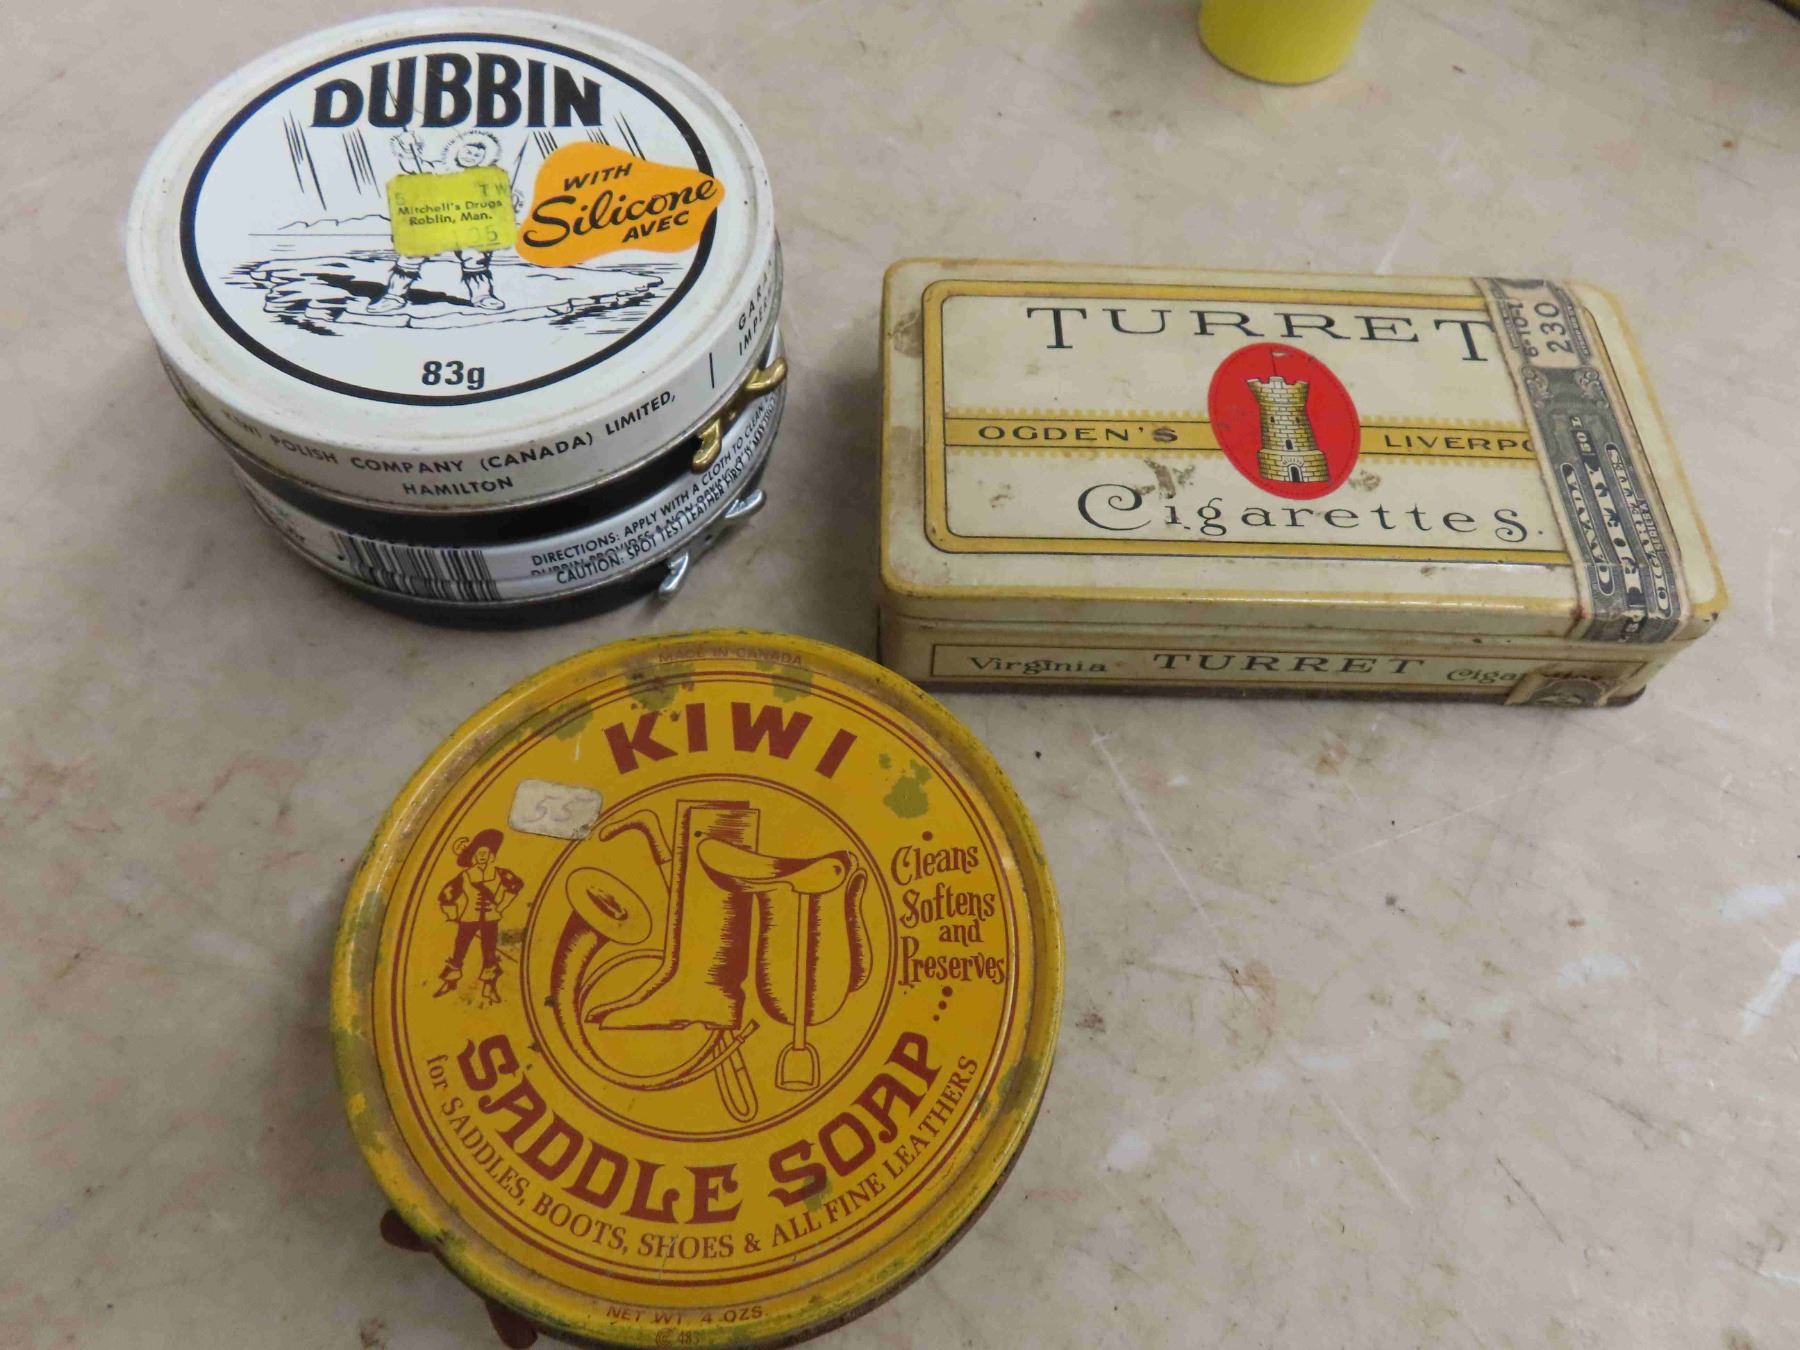 DUBBIN
WITH
Silicone
AVEC
Mitchell's Drugs
Roblin, Man.
83g
KIWI POLISH COMPANY (CANADA) LIMITED,
HAMILTON
DIRECTIONS: APPLY WITH A CLOTH TO CLEAN,
CAUTION: SPOT TEST LEATHER FIRST
TURRET
230
OGDEN'S LIVERPO
Cigarettes.
CANADA
Virginia TURRET
MADE IN CANADA
KIWI
55
Cleans
Softens
and
Preserves
SADDLE SOAP
for SADDLES, BOOTS, SHOES & ALL FINE LEATHERS
NET WT. 4 OZS.